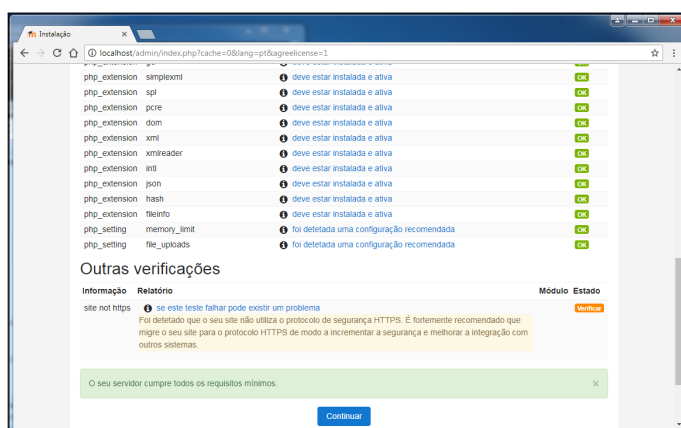 Instalação
localhost/admin/index.php?cache=0&lang=pt&agreelicense=1
php_extension simplexml deve estar instalada e ativa OK
php_extension spl deve estar instalada e ativa OK
php_extension pcre deve estar instalada e ativa OK
php_extension dom deve estar instalada e ativa OK
php_extension xml deve estar instalada e ativa OK
php_extension xmlreader deve estar instalada e ativa OK
php_extension intl deve estar instalada e ativa OK
php_extension json deve estar instalada e ativa OK
php_extension hash deve estar instalada e ativa OK
php_extension fileinfo deve estar instalada e ativa OK
php_setting memory_limit foi detetada uma configuração recomendada OK
php_setting file_uploads foi detetada uma configuração recomendada OK
Outras verificações
Informação Relatório Módulo Estado
site not https se este teste falhar pode existir um problema Verificar
Foi detetado que o seu site não utiliza o protocolo de segurança HTTPS. É fortemente recomendado que
migre o seu site para o protocolo HTTPS de modo a incrementar a segurança e melhorar a integração com
outros sistemas.
O seu servidor cumpre todos os requisitos mínimos.
Continuar